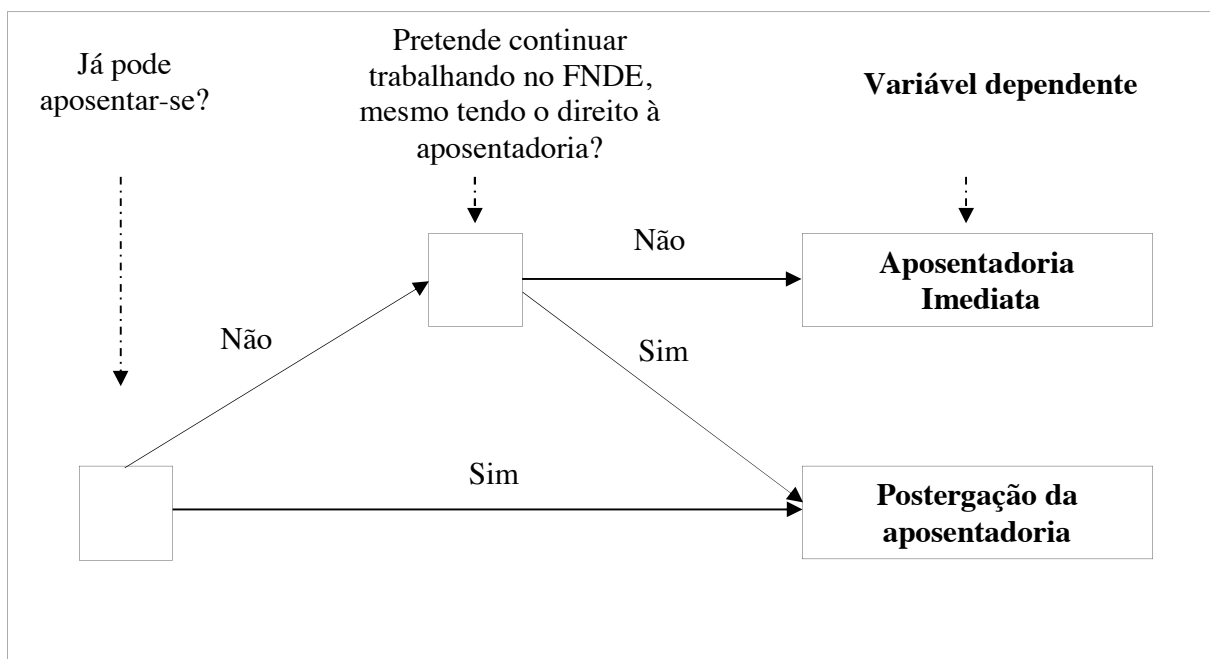 Já pode
aposentar-se?
Pretende continuar
trabalhando no FNDE,
mesmo tendo o direito à
aposentadoria?
Variável dependente
Não
Aposentadoria
Imediata
Não
Sim
Sim
Postergação da
aposentadoria